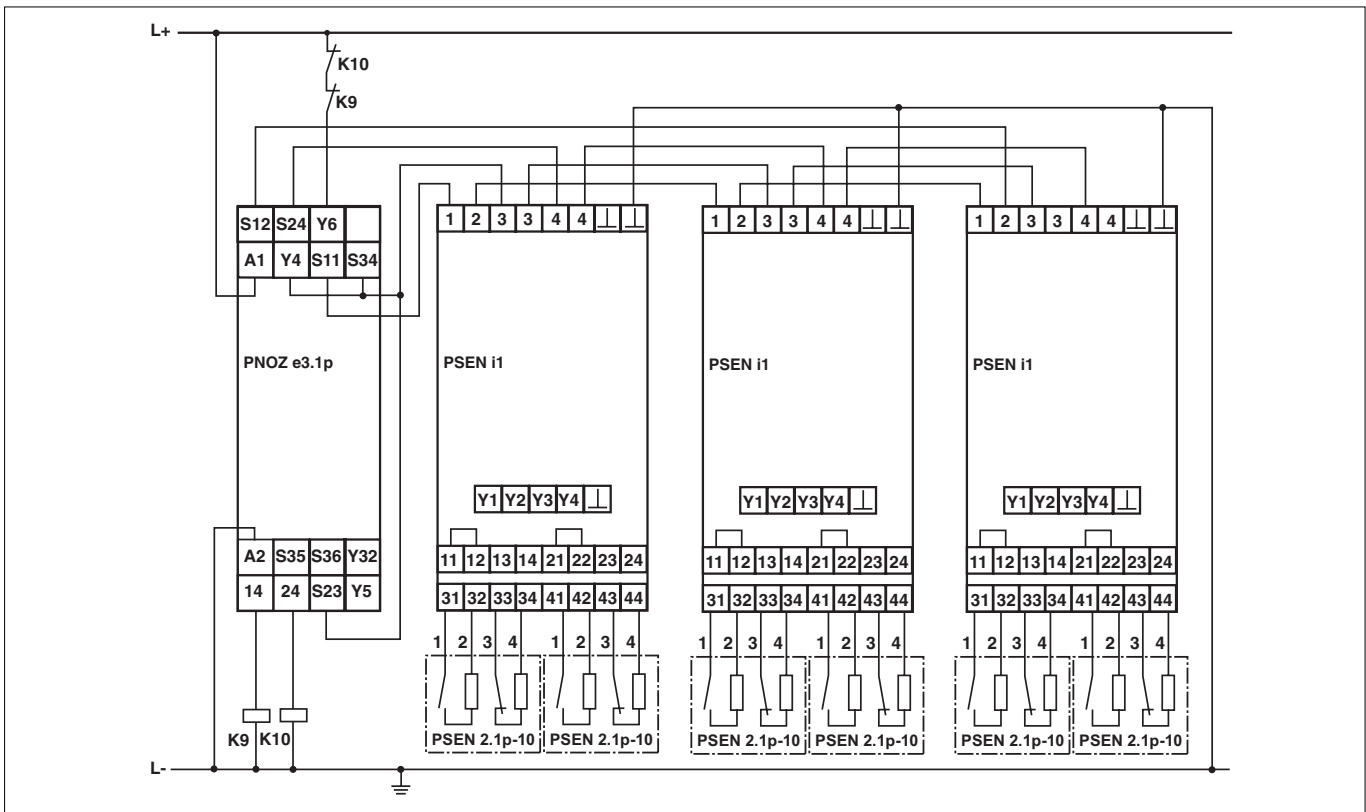 L+
K10
K9
S12 S24 Y6
A1 Y4 S11 S34
1 2 3 3 4 4 ⊥ ⊥
1 2 3 3 4 4 ⊥ ⊥
1 2 3 3 4 4 ⊥ ⊥
PNOZ e3.1p
PSEN i1
PSEN i1
PSEN i1
Y1 Y2 Y3 Y4 ⊥
Y1 Y2 Y3 Y4 ⊥
Y1 Y2 Y3 Y4 ⊥
A2 S35 S36 Y32
14 24 S23 Y5
11 12 13 14 21 22 23 24
31 32 33 34 41 42 43 44
11 12 13 14 21 22 23 24
31 32 33 34 41 42 43 44
11 12 13 14 21 22 23 24
31 32 33 34 41 42 43 44
1 2 3 4 1 2 3 4
1 2 3 4 1 2 3 4
1 2 3 4 1 2 3 4
PSEN 2.1p-10 PSEN 2.1p-10
PSEN 2.1p-10 PSEN 2.1p-10
PSEN 2.1p-10 PSEN 2.1p-10
K9 K10
L-